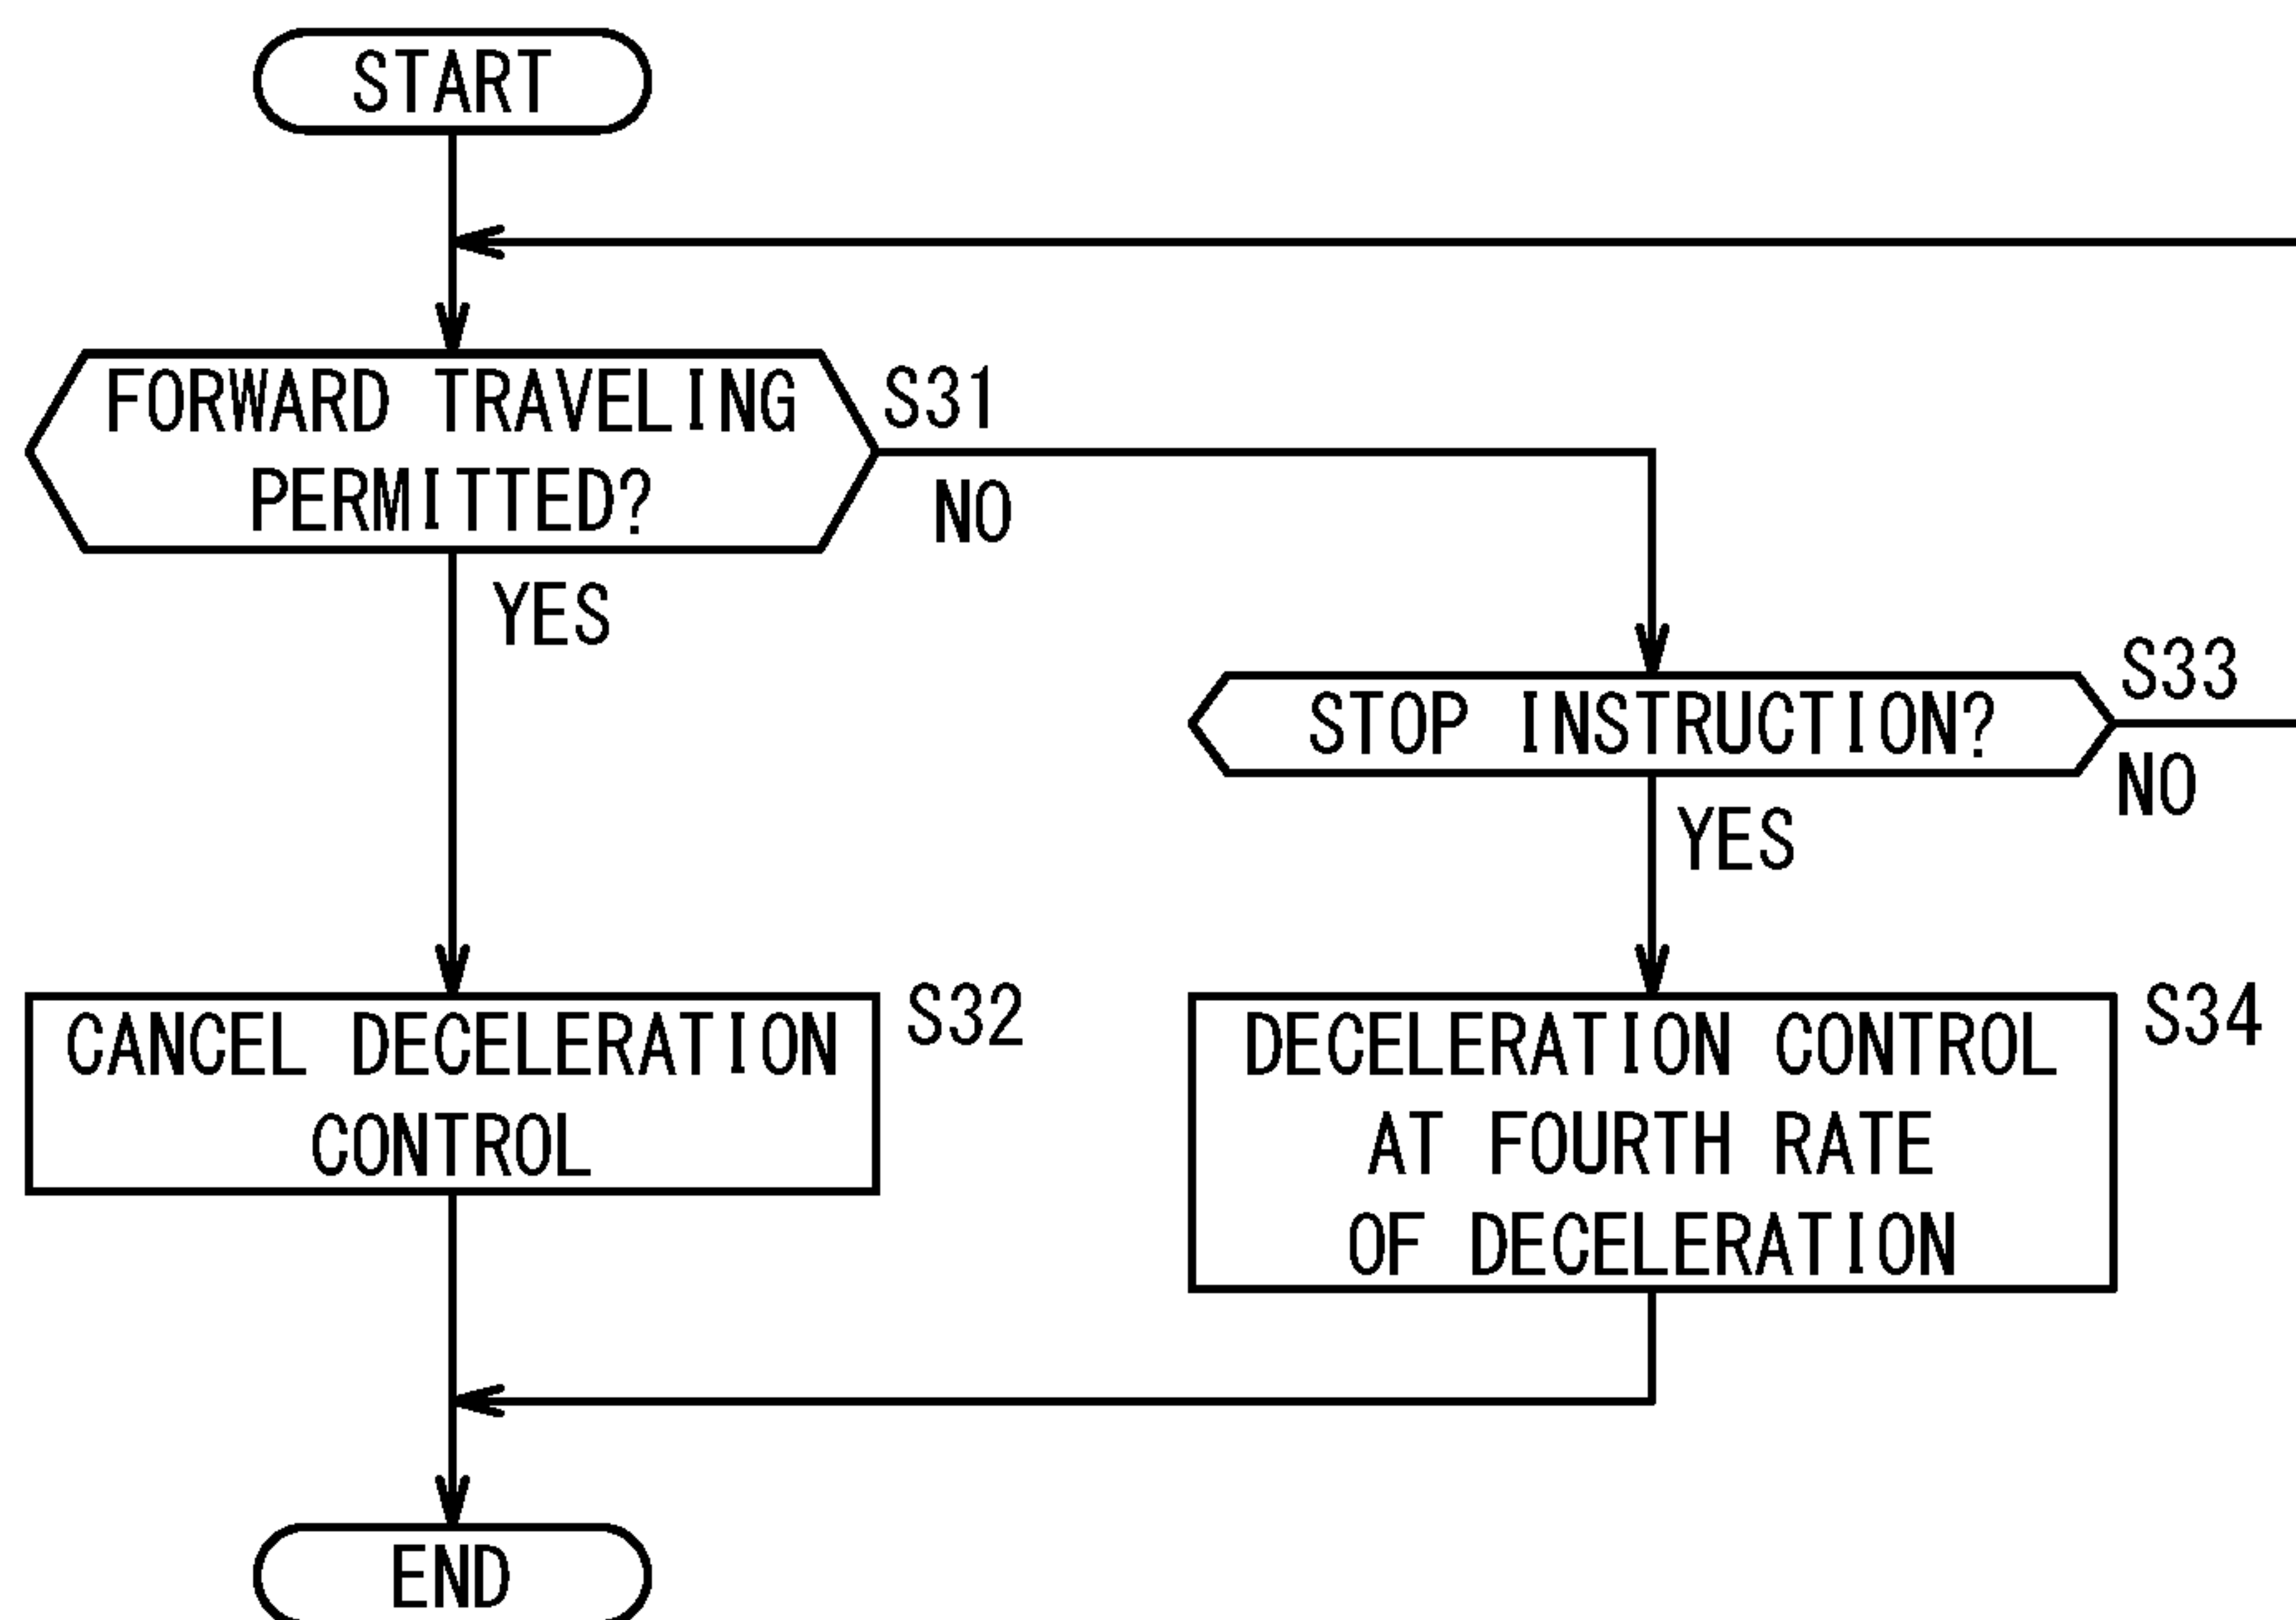 START
FORWARD TRAVELING
PERMITTED?
S31
NO
YES
STOP INSTRUCTION?
S33
NO
YES
CANCEL DECELERATION
CONTROL
S32
DECELERATION CONTROL
AT FOURTH RATE
OF DECELERATION
S34
END